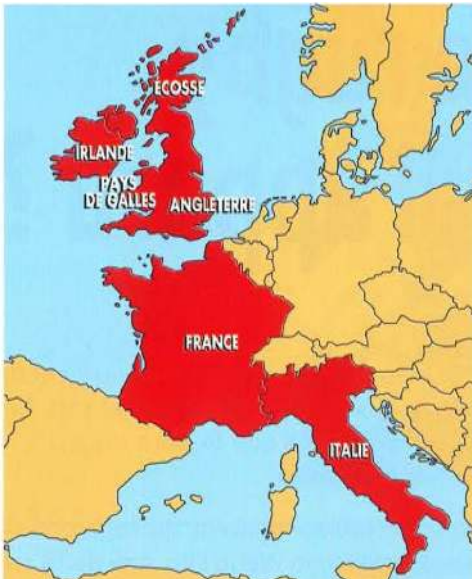 ÉCOSSE
IRLANDE
PAYS
DE GALLES
ANGLETERRE
FRANCE
ITALIE